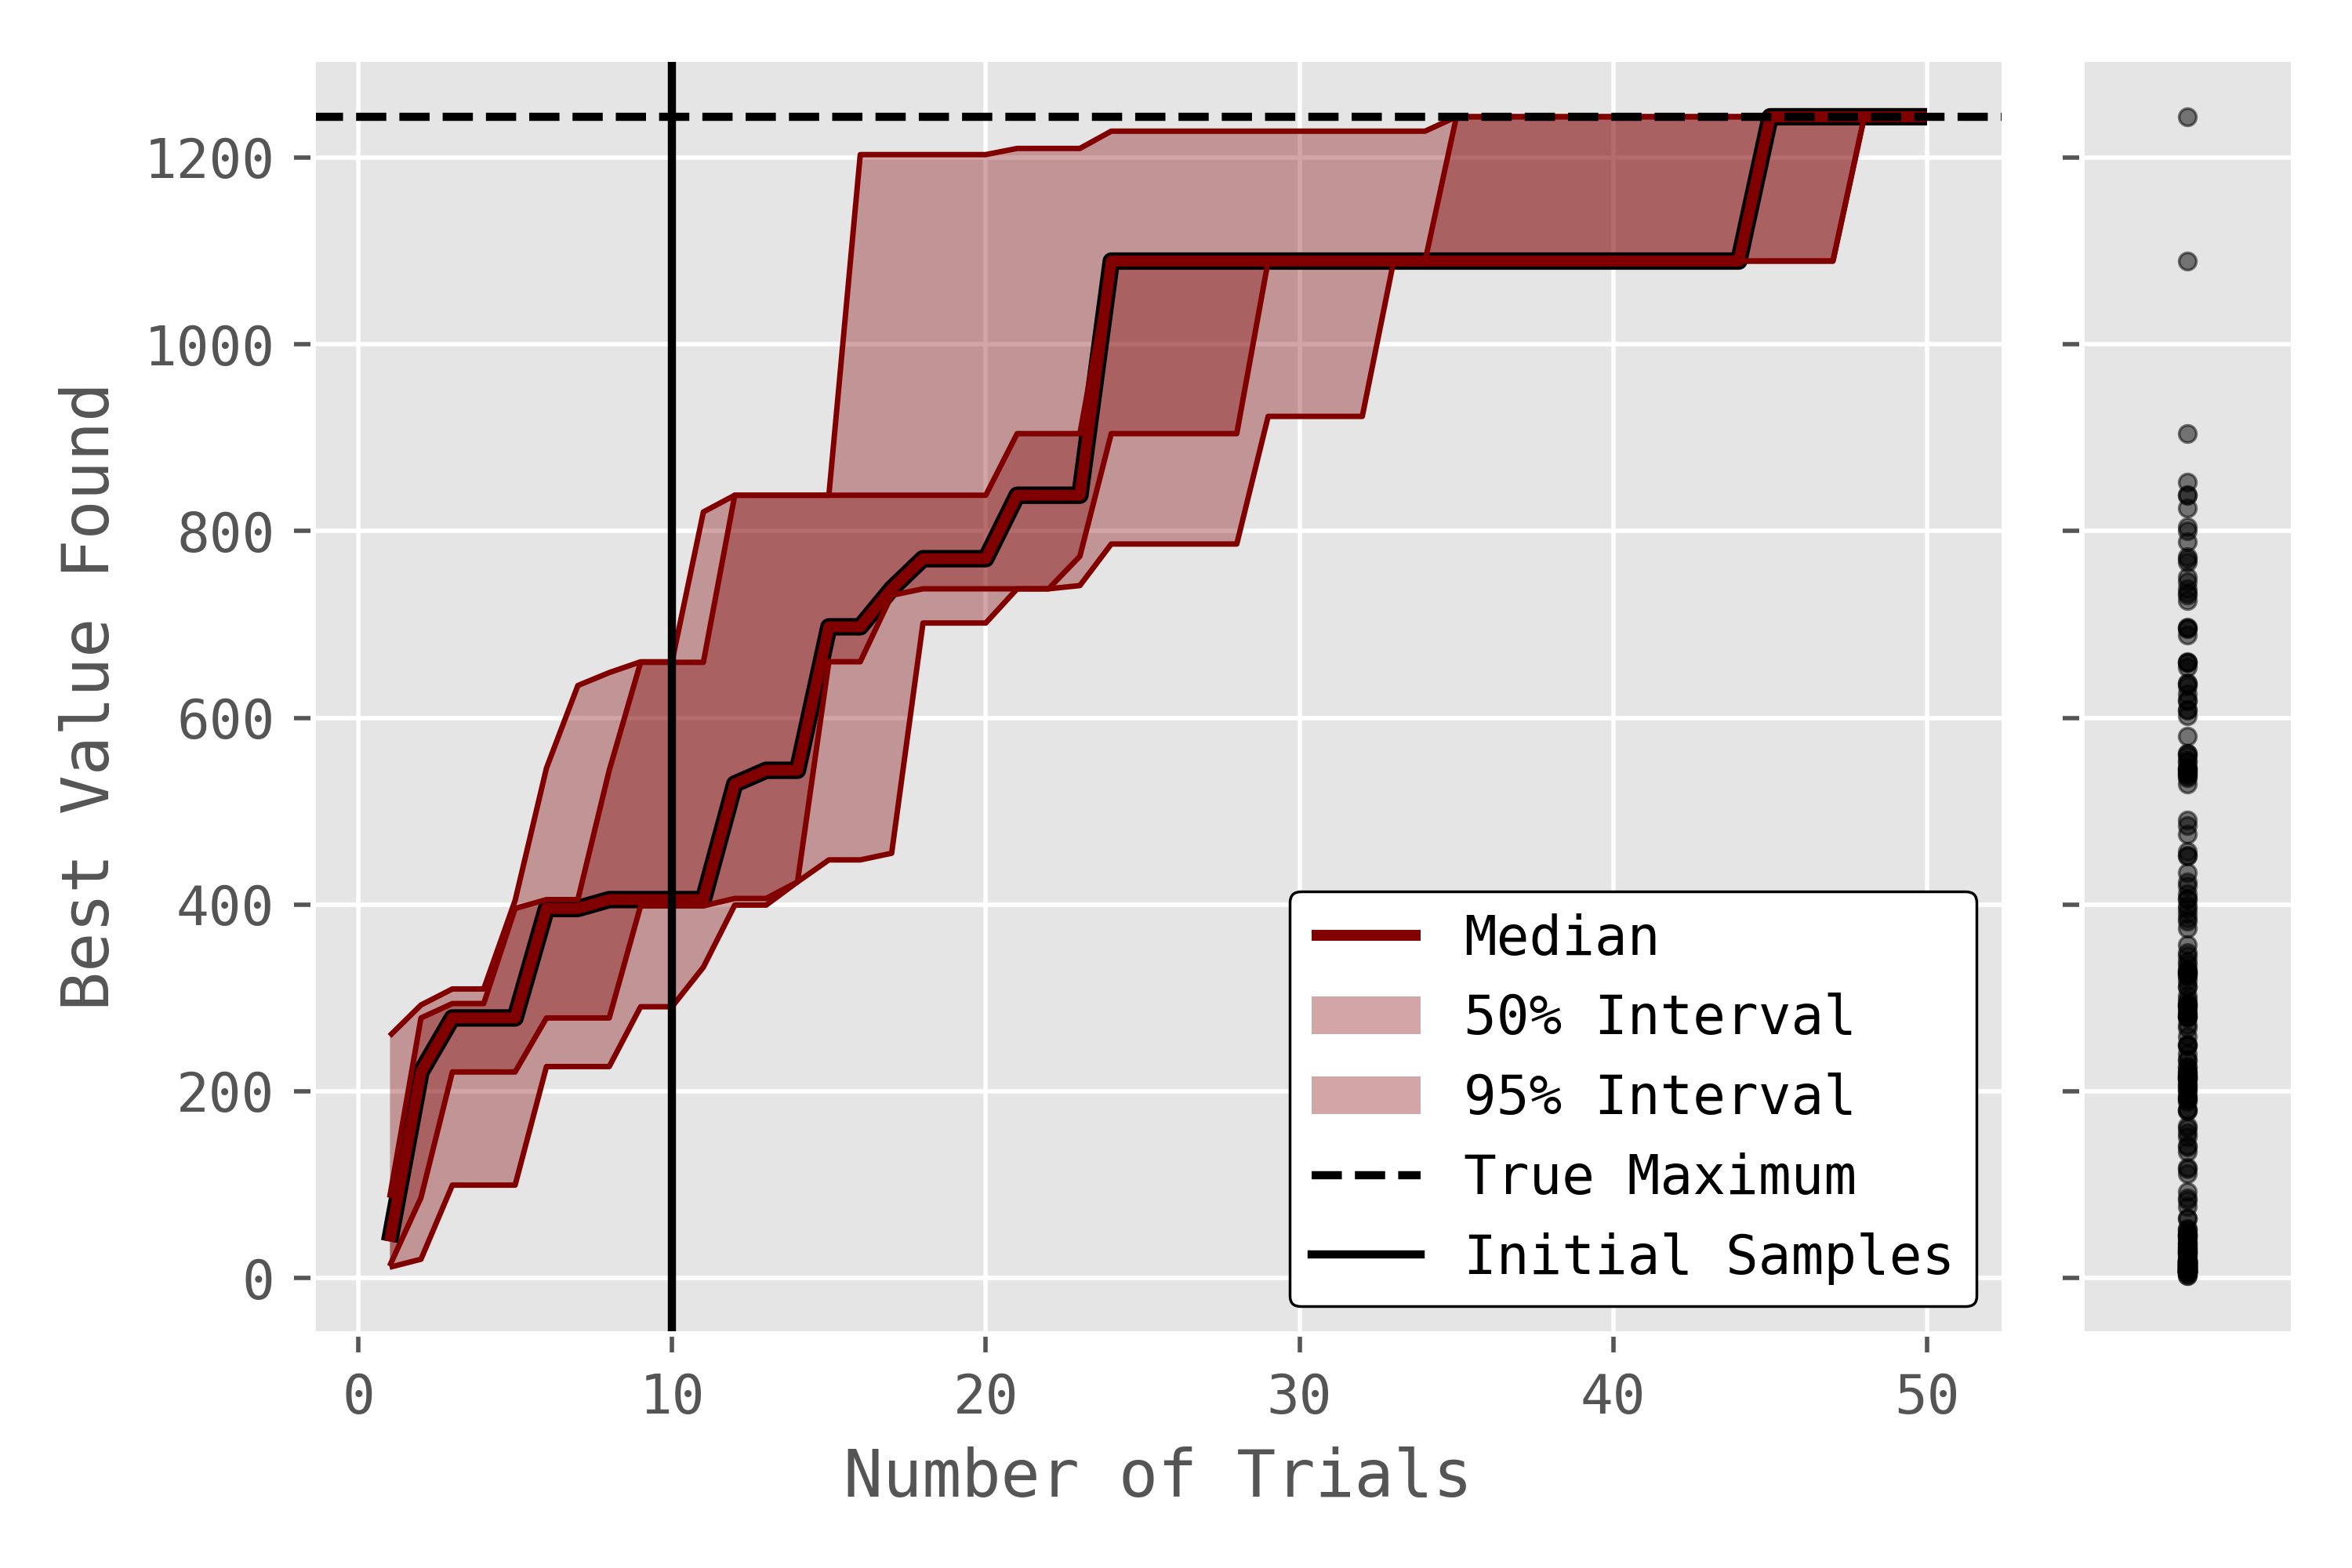 Best Value Found
1200
1000
800
600
400
200
0
Median
50% Interval
95% Interval
True Maximum
Initial Samples
0 10 20 30 40 50
Number of Trials